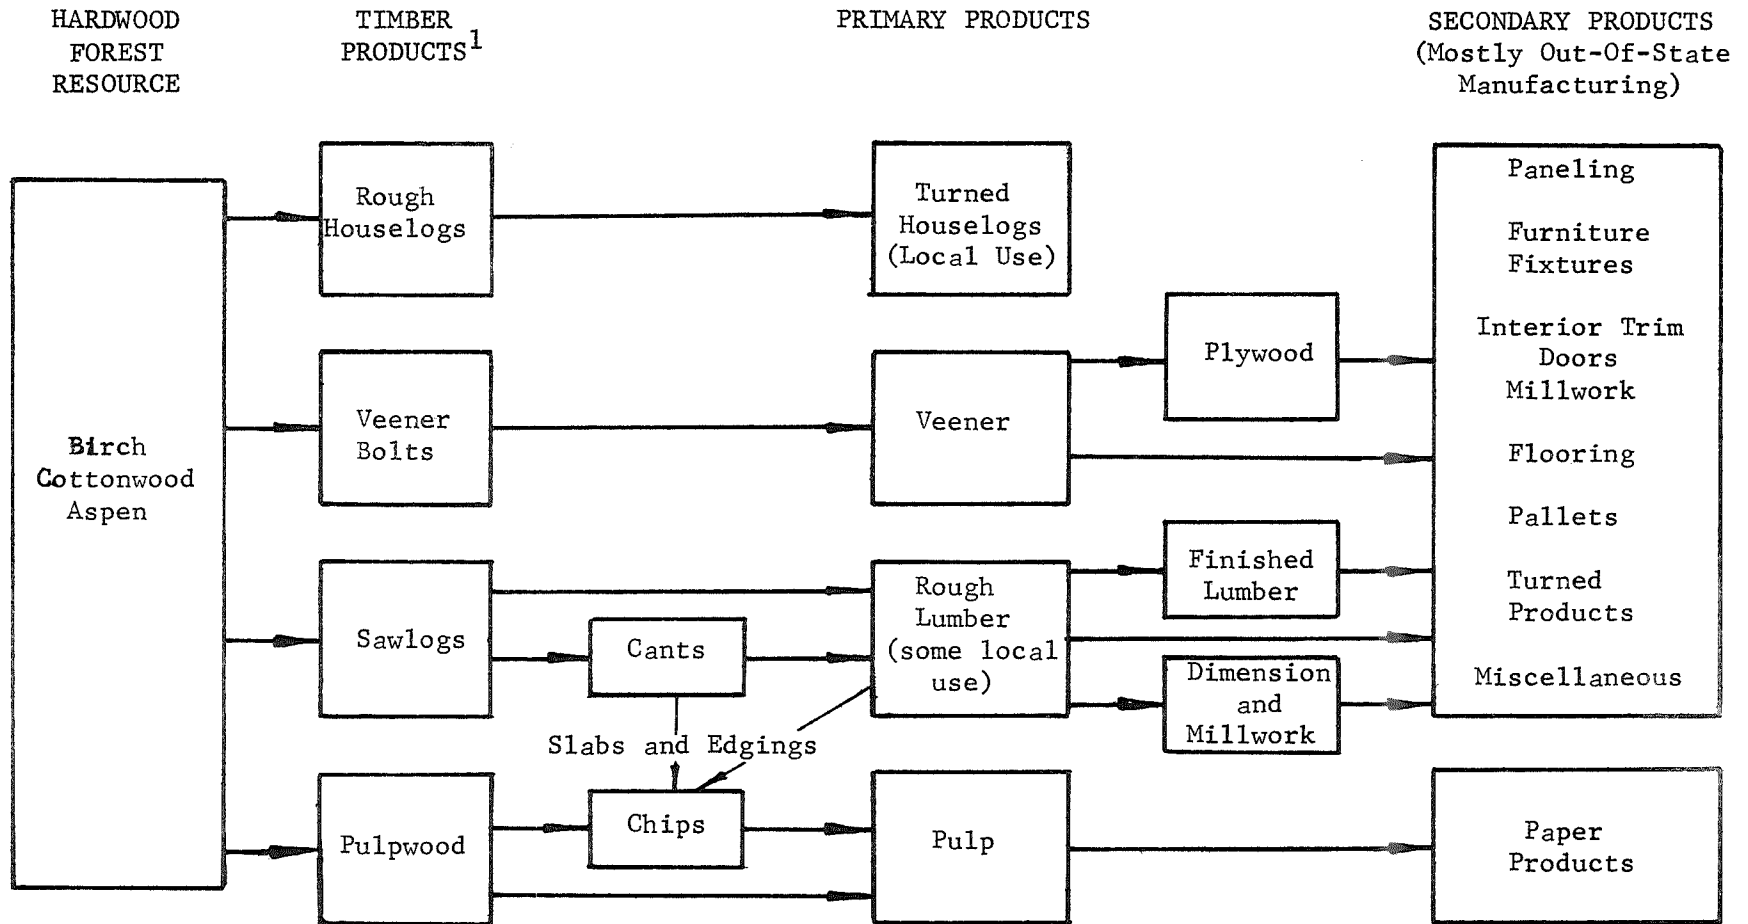 HARDWOOD
FOREST
RESOURCE
TIMBER
PRODUCTS1
PRIMARY PRODUCTS
SECONDARY PRODUCTS
(Mostly Out-Of-State
Manufacturing)
Birch
Cottonwood
Aspen
Rough
Houselogs
Turned
Houselogs
(Local Use)
Veener
Bolts
Veener
Plywood
Sawlogs
Cants
Rough
Lumber
(some local
use)
Finished
Lumber
Dimension
and
Millwork
Slabs and Edgings
Pulpwood
Chips
Pulp
Paneling
Furniture
Fixtures
Interior Trim
Doors
Millwork
Flooring
Pallets
Turned
Products
Miscellaneous
Paper
Products